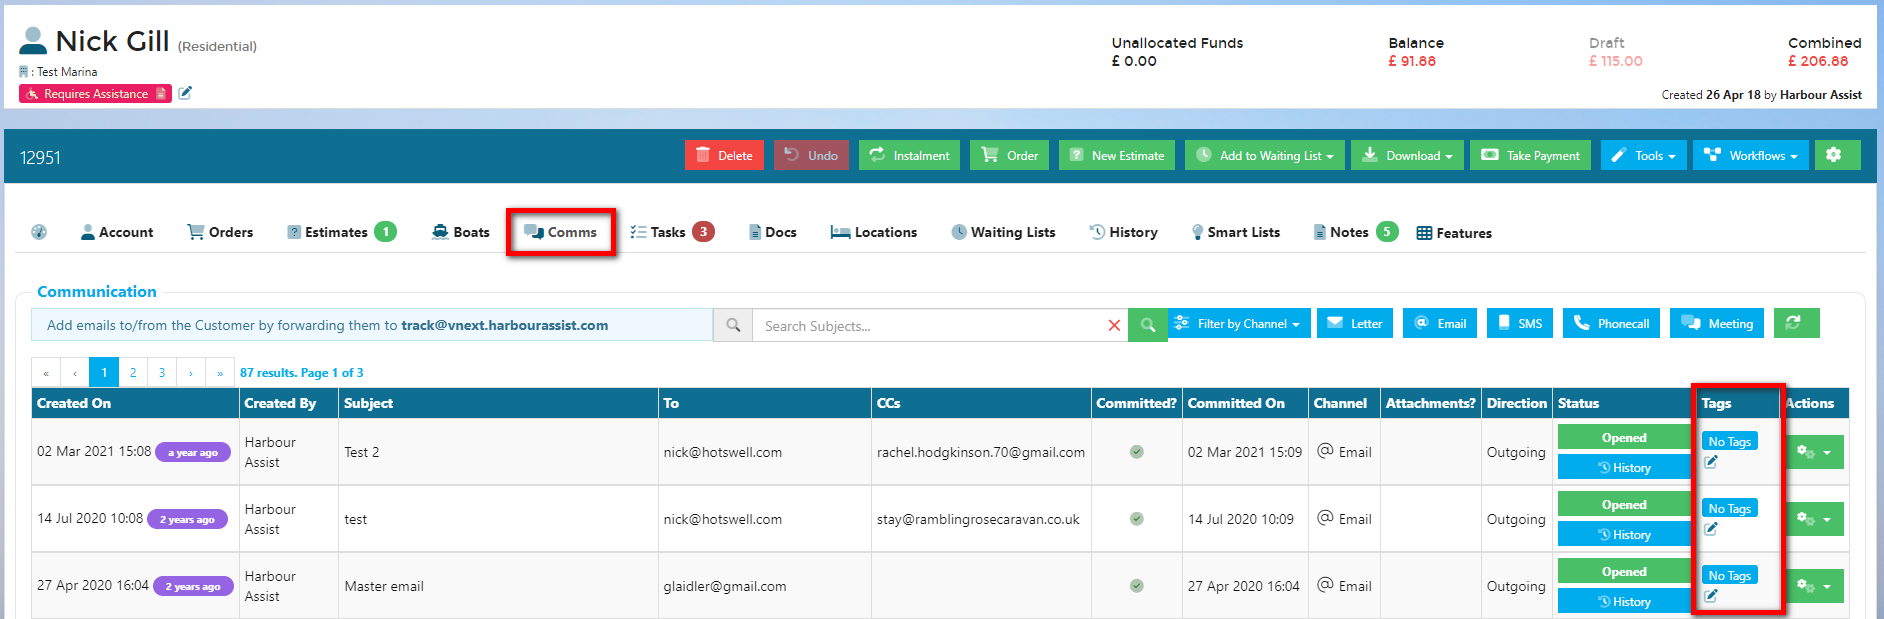 Nick Gill (Residential)
: Test Marina
Requires Assistance
Unallocated Funds
£ 0.00
Balance
£ 91.88
Draft
£ 115.00
Combined
£ 206.88
Created 26 Apr 18 by Harbour Assist
12951
Delete Undo Instalment Order New Estimate Add to Waiting List Download Take Payment Tools Workflows
Account Orders Estimates 1 Boats Comms Tasks 3 Docs Locations Waiting Lists History Smart Lists Notes 5 Features
Communication
Add emails to/from the Customer by forwarding them to track@vnext.harbourassist.com
Search Subjects...
Filter by Channel Letter Email SMS Phonecall Meeting
« ‹ 1 2 3 › » 87 results. Page 1 of 3
Created On Created By Subject To CCs Committed? Committed On Channel Attachments? Direction Status Tags Actions
02 Mar 2021 15:08 a year ago Harbour Assist Test 2 nick@hotswell.com rachel.hodgkinson.70@gmail.com 02 Mar 2021 15:09 Email Outgoing Opened History No Tags
14 Jul 2020 10:08 2 years ago Harbour Assist test nick@hotswell.com stay@ramblingrosecaravan.co.uk 14 Jul 2020 10:09 Email Outgoing Opened History No Tags
27 Apr 2020 16:04 2 years ago Harbour Assist Master email glaidler@gmail.com 27 Apr 2020 16:04 Email Outgoing Opened History No Tags